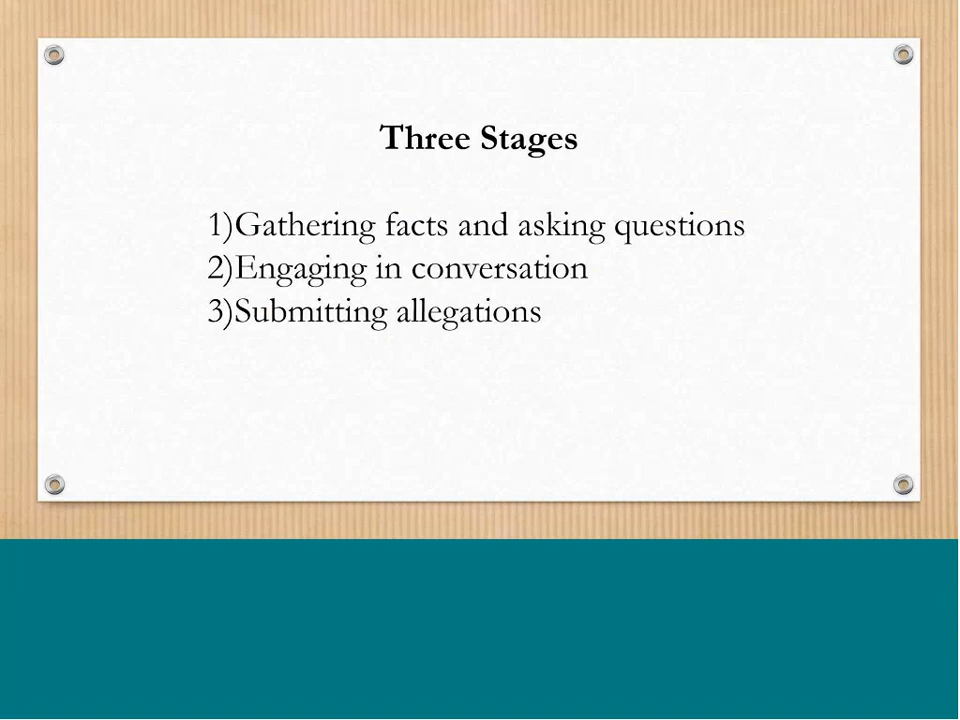 Three Stages
1)Gathering facts and asking questions
2)Engaging in conversation
3)Submitting allegations